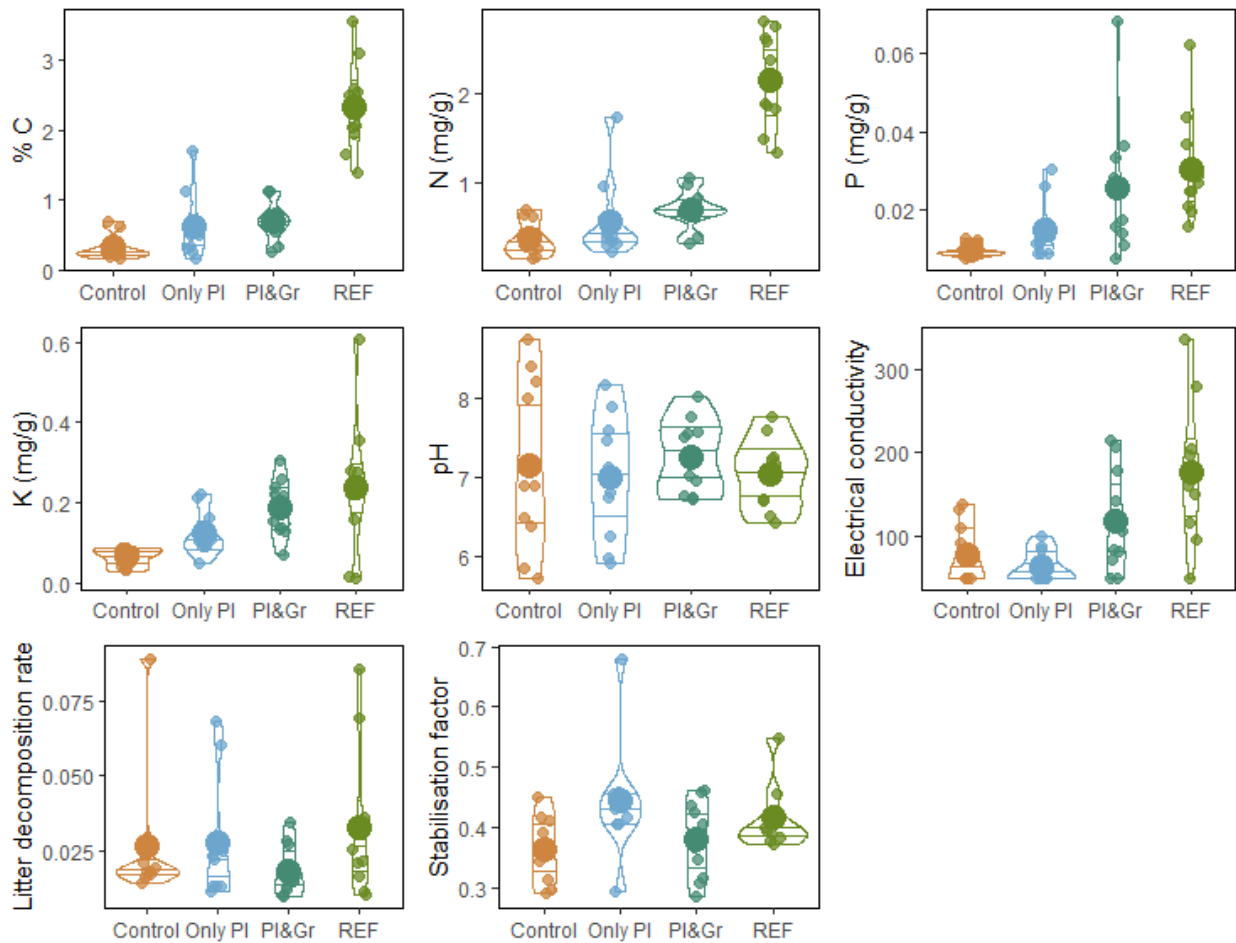 % C
3
2
1
0
Control Only Pl Pl&Gr REF
N (mg/g)
2
1
Control Only Pl Pl&Gr REF
P (mg/g)
0.06
0.04
0.02
Control Only Pl Pl&Gr REF
K (mg/g)
0.6
0.4
0.2
0.0
Control Only Pl Pl&Gr REF
pH
8
7
6
Control Only Pl Pl&Gr REF
Electrical conductivity
300
200
100
Control Only Pl Pl&Gr REF
Litter decomposition rate
0.075
0.050
0.025
Control Only Pl Pl&Gr REF
Stabilisation factor
0.7
0.6
0.5
0.4
0.3
Control Only Pl Pl&Gr REF